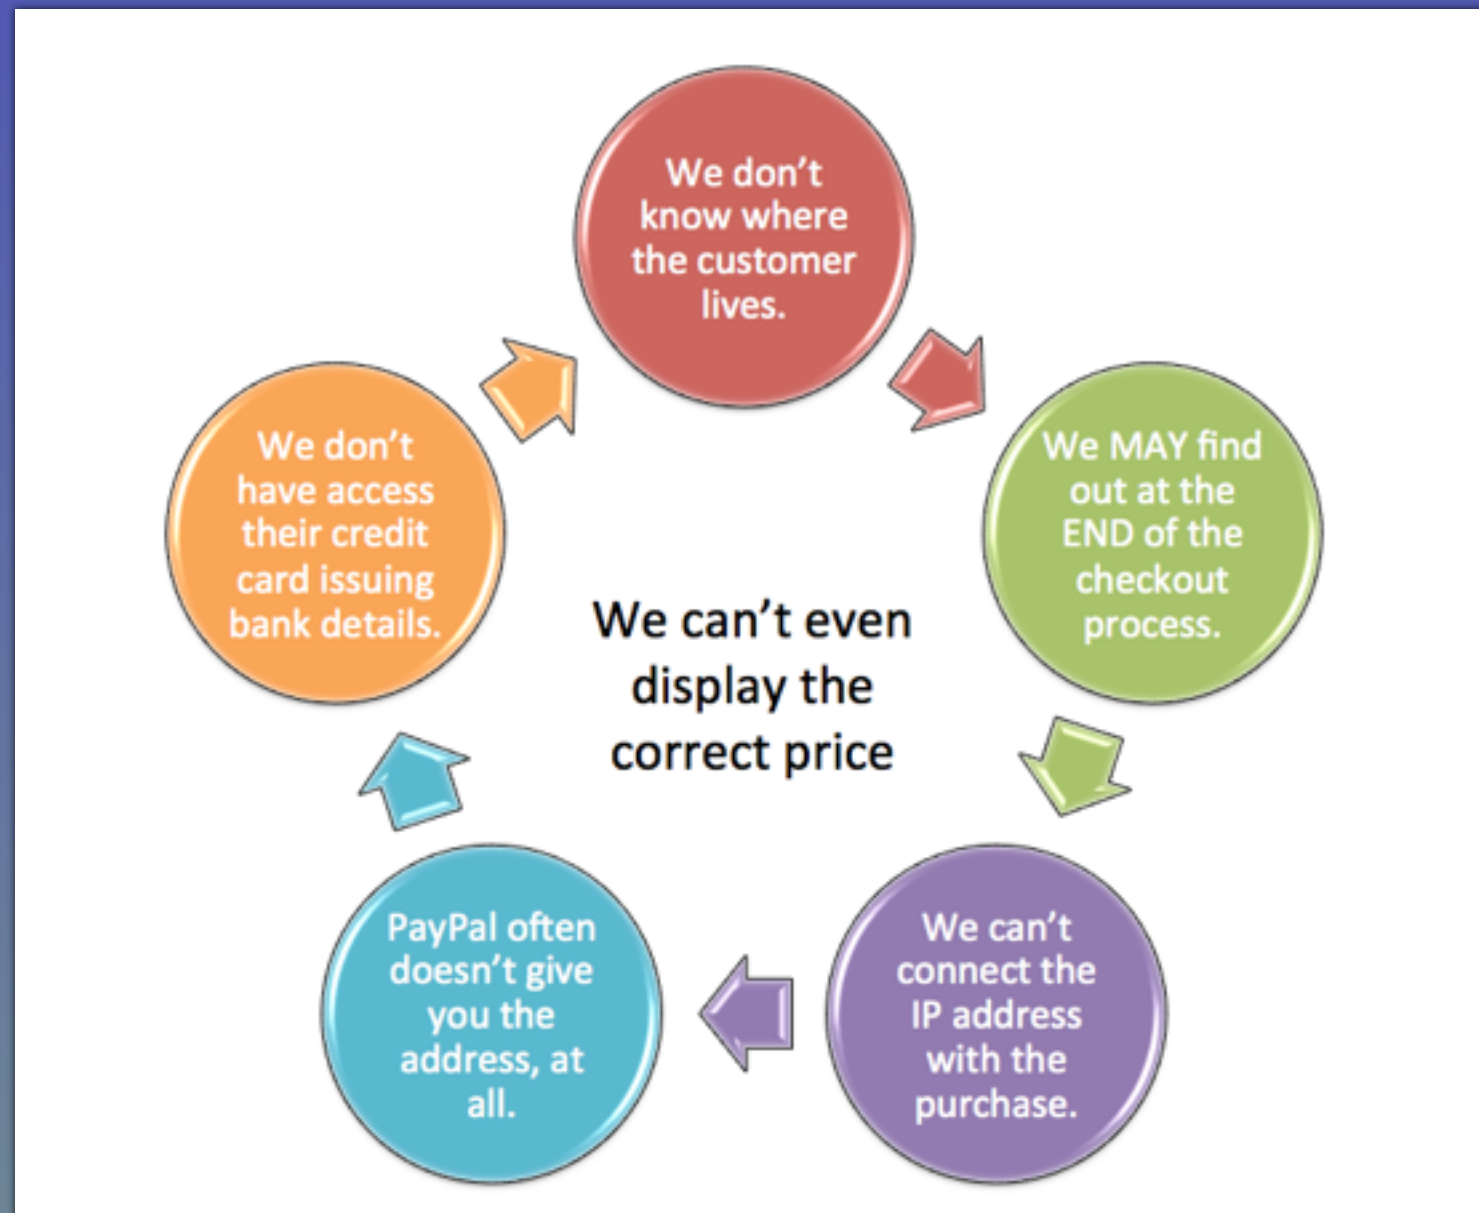 We don't
know where
the customer
lives.
We MAY find
out at the
END of the
checkout
process.
We can't
connect the
IP address
with the
purchase.
PayPal often
doesn't give
you the
address, at
all.
We don't
have access
their credit
card issuing
bank details.
We can't even
display the
correct price